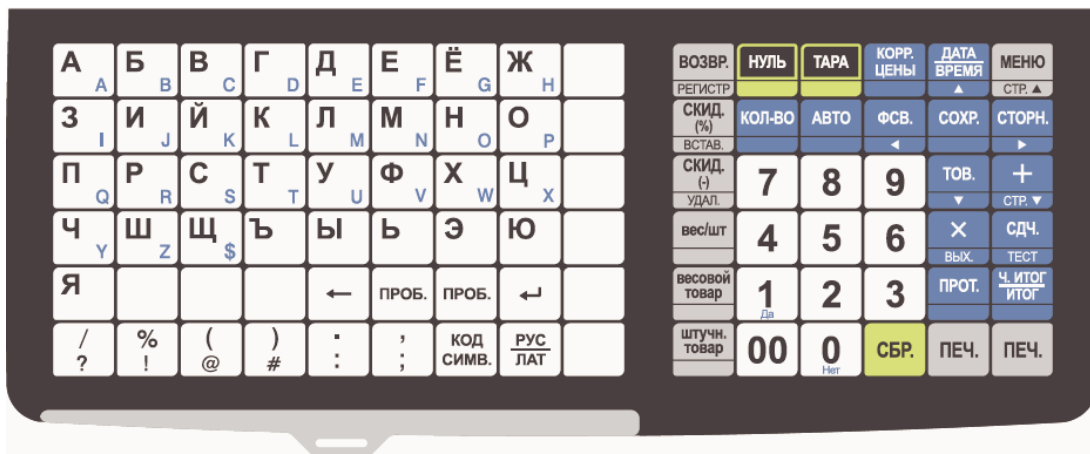 А A Б B В C Г D Д E Е F Ё G Ж H
З I И J Й K К L Л M М N Н O О P
П Q Р R С S Т T У U Ф V Х W Ц X
Ч Y Ш Z Щ $ Ъ Ы Ь Э Ю
Я ← ПРОБ. ПРОБ. ↵
/ % ( ) . , КОД РУС
? ! @ # : ; СИМВ. ЛАТ
ВОЗВР. НУЛЬ ТАРА КОРР. ДАТА МЕНЮ
ЦЕНЫ ВРЕМЯ
РЕГИСТР ▲ СТР. ▲
СКИД. КОЛ-ВО АВТО ФСВ. СОХР. СТОРН.
(%)
ВСТАВ. ◀ ▶
СКИД. 7 8 9 ТОВ. +
(-)
УДАЛ. ▼ СТР. ▼
вес/шт 4 5 6 × СДЧ.
ВЫХ. ТЕСТ
весовой 1 2 3 ПРОТ. Ч. ИТОГ
товар ИТОГ
Да
штучн. 00 0 СБР. ПЕЧ. ПЕЧ.
товар
Нет